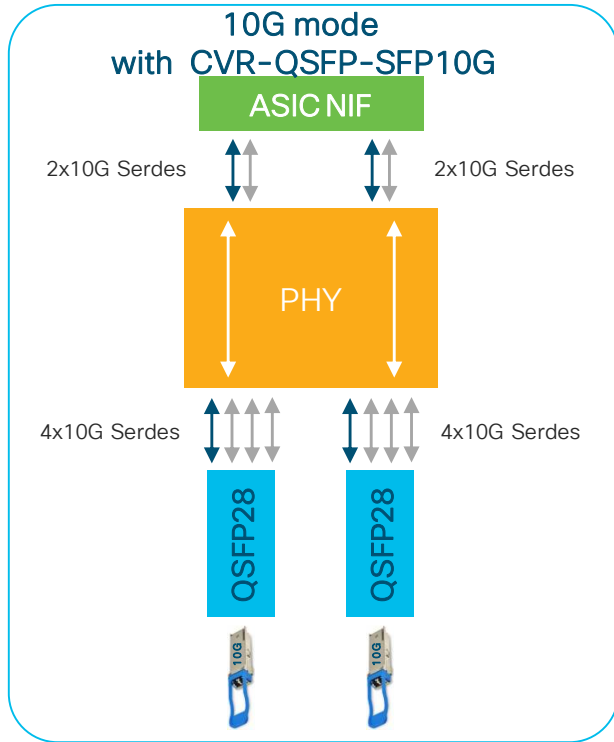 10G mode
with CVR-QSFP-SFP10G
ASIC NIF
2x10G Serdes
2x10G Serdes
PHY
4x10G Serdes
4x10G Serdes
QSFP28
QSFP28
10G
10G